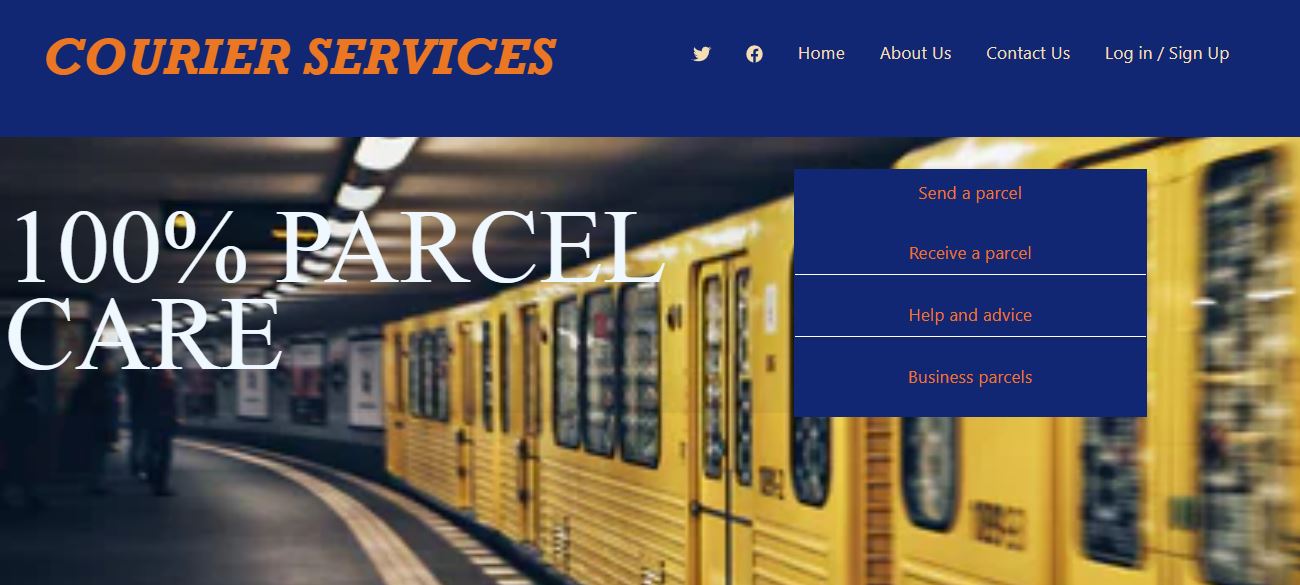 COURIER SERVICES
Home About Us Contact Us Log in / Sign Up
100% PARCEL
CARE
Send a parcel
Receive a parcel
Help and advice
Business parcels